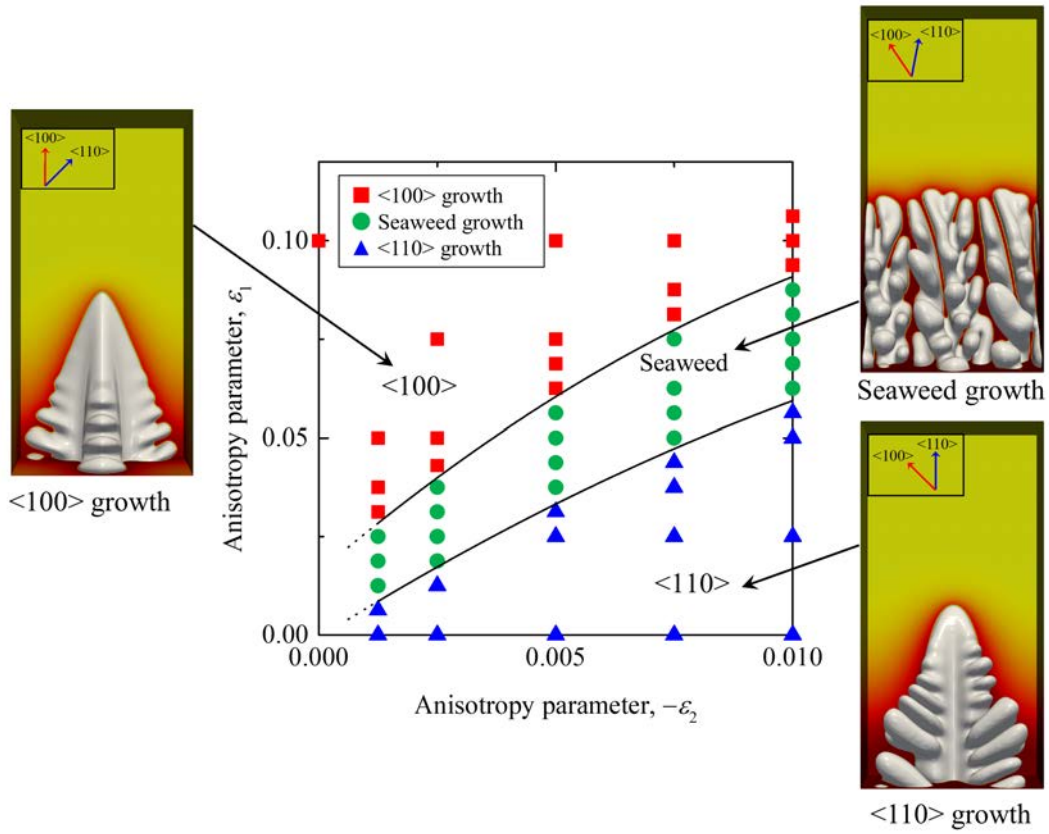 <100>
<110>
<100> growth
<100> growth
Seaweed growth
<110> growth
0.10
0.05
0.00
Anisotropy parameter, ε₁
<100>
Seaweed
<110>
0.000
0.005
0.010
Anisotropy parameter, −ε₂
<100>
<110>
Seaweed growth
<100>
<110>
<110> growth